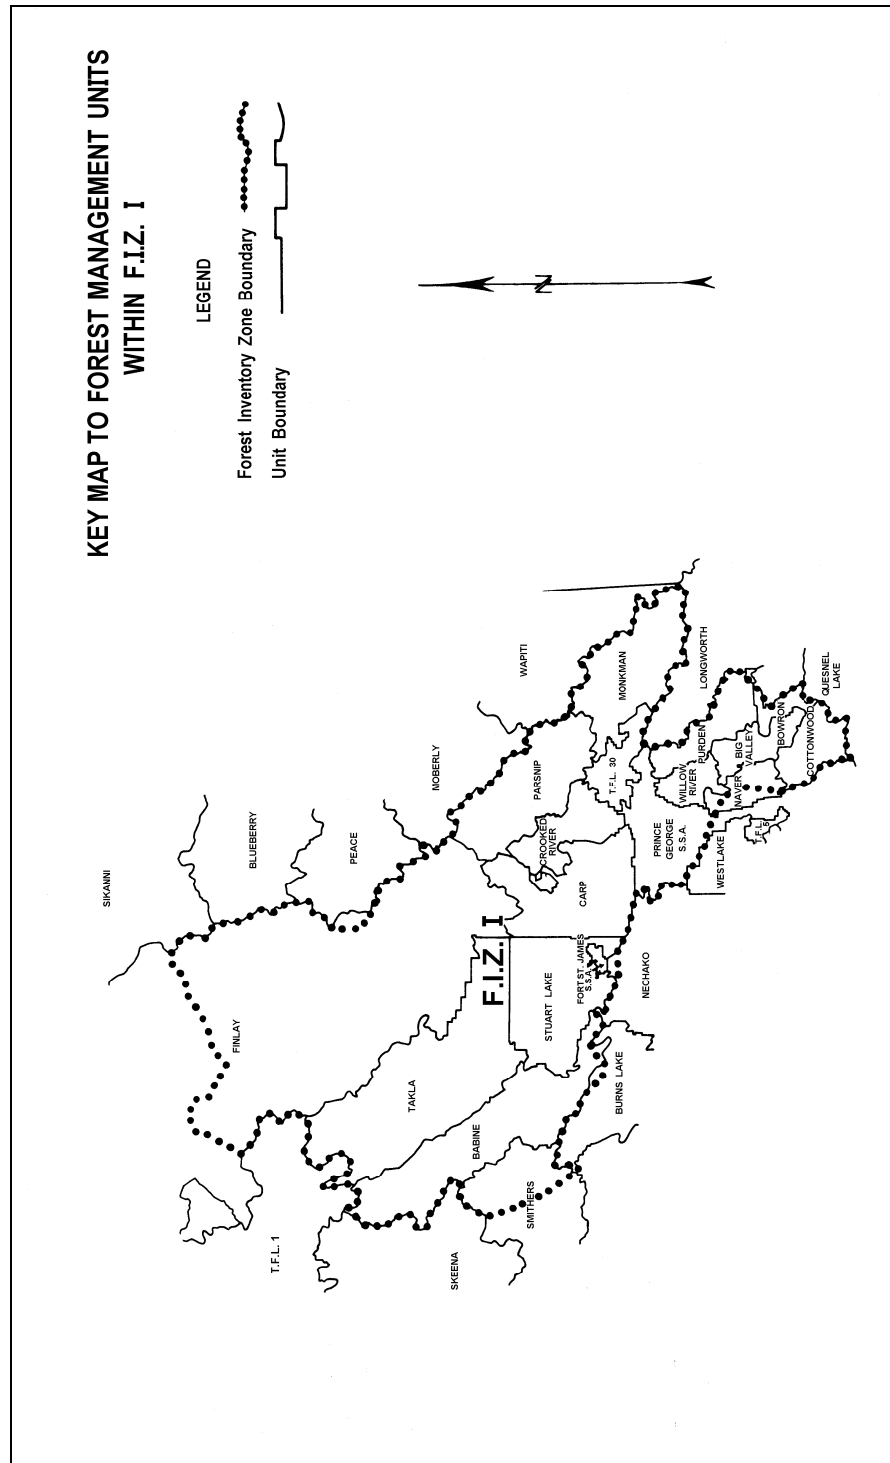 KEY MAP TO FOREST MANAGEMENT UNITS
WITHIN F.I.Z. I
LEGEND
Forest Inventory Zone Boundary
Unit Boundary
N
SIKANNI
BLUEBERRY
PEACE
MOBERLY
WAPITI
FINLAY
T.F.L. 1
TAKLA
SKEENA
BABINE
SMITHERS
F.I.Z. I
STUART LAKE
FORT ST. JAMES
S.S.A.
BURNS LAKE
NECHAKO
CARP
CROOKED
RIVER
PARSNIP
T.F.L. 30
MONKMAN
LONGWORTH
PRINCE
GEORGE
S.S.A.
WILLOW
RIVER
PURDEN
WESTLAKE
NAVER
BIG
VALLEY
T.F.L.
5
BOWRON
COTTONWOOD
QUESNEL
LAKE